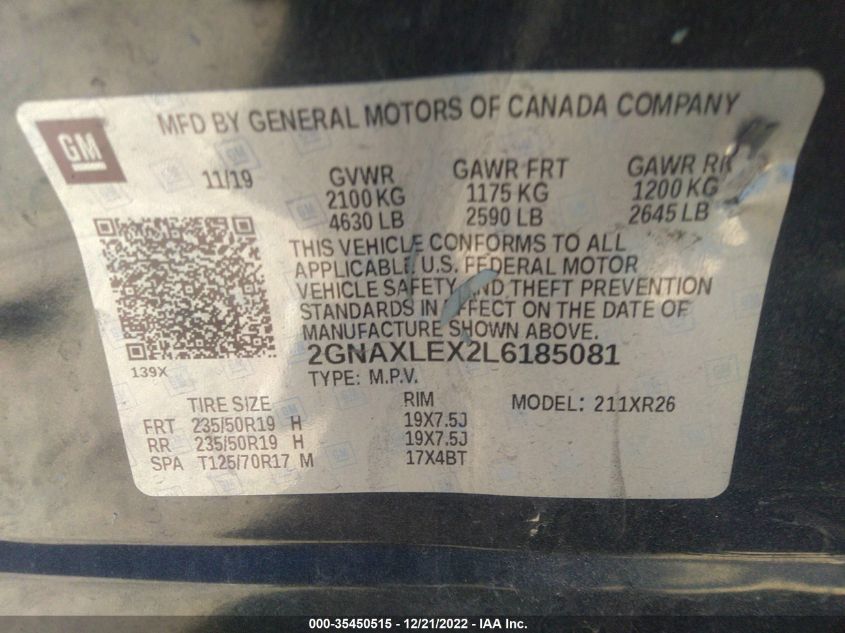 MFD BY GENERAL MOTORS OF CANADA COMPANY
GM
11/19 GVWR GAWR FRT GAWR RR
2100 KG 1175 KG 1200 KG
4630 LB 2590 LB 2645 LB
THIS VEHICLE CONFORMS TO ALL
APPLICABLE U.S. FEDERAL MOTOR
VEHICLE SAFETY AND THEFT PREVENTION
STANDARDS IN EFFECT ON THE DATE OF
MANUFACTURE SHOWN ABOVE.
2GNAXLEX2L6185081
139X
TYPE: M.P.V.
TIRE SIZE RIM MODEL: 211XR26
FRT 235/50R19 H 19X7.5J
RR 235/50R19 H 19X7.5J
SPA T125/70R17 M 17X4BT
000-35450515 - 12/21/2022 - IAA Inc.